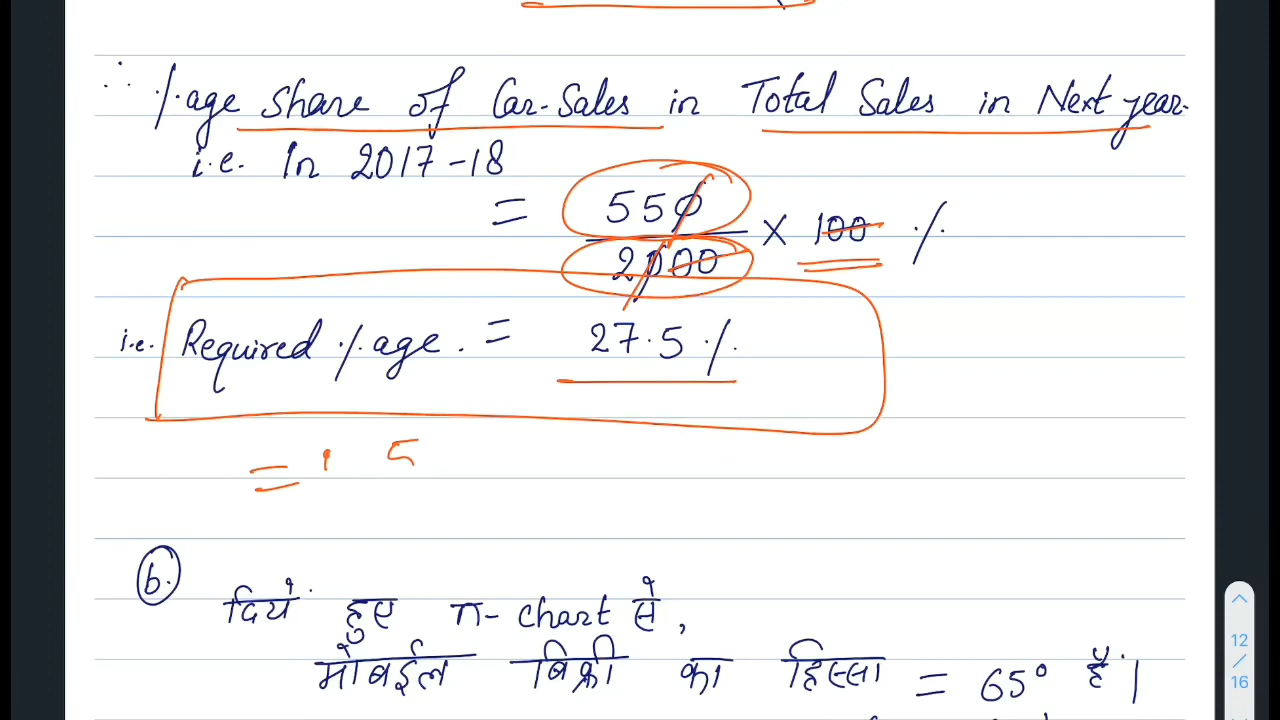 ∴ %age Share of Car-Sales in Total Sales in Next year.
i.e. In 2017-18
= 550/2000 × 100 %
i.e. Required %age. = 27.5 %
= 5
b.
दिये हुए π-chart से,
मोबाईल बिक्री का हिस्सा = 65° है।
12
/
16